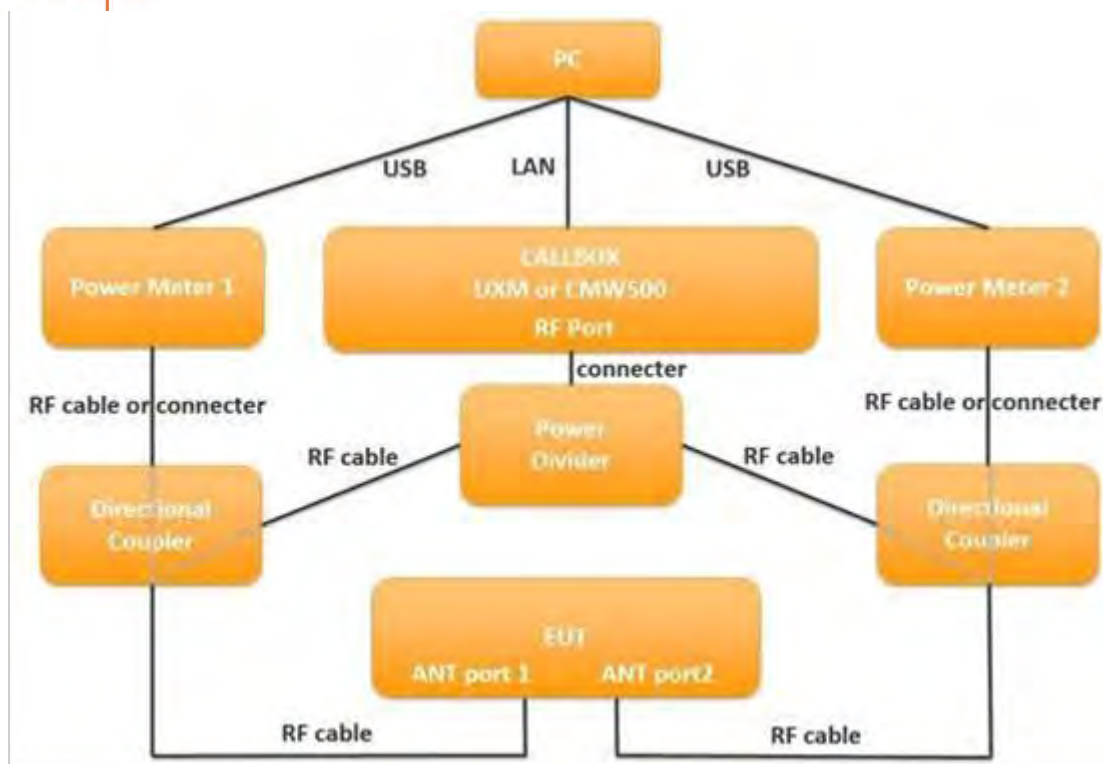 PC
USB
LAN
USB
Power Meter 1
CALLBOX
UXM or CMW500
RF Port
Power Meter 2
connecter
RF cable or connecter
RF cable or connecter
Power
Divider
RF cable
RF cable
Directional
Coupler
Directional
Coupler
EUT
ANT port 1
ANT port2
RF cable
RF cable